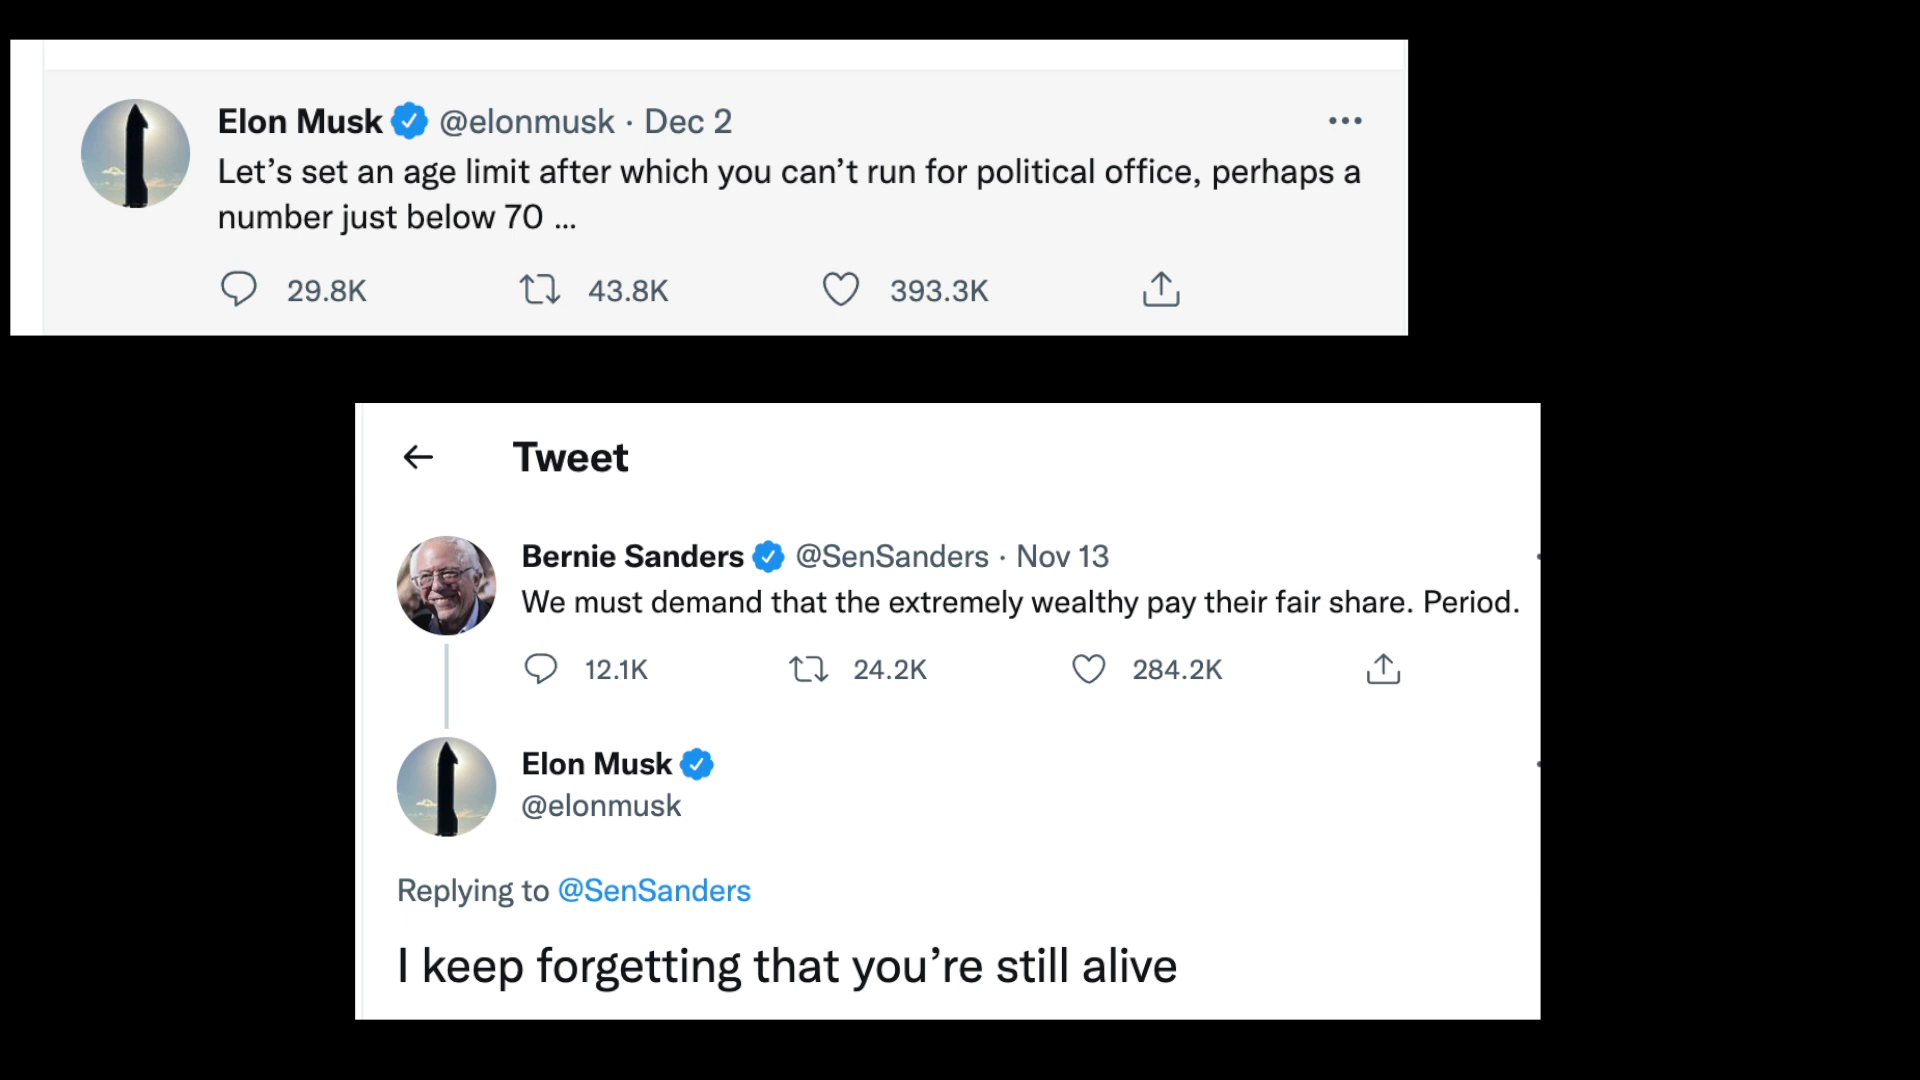 Elon Musk @elonmusk · Dec 2
Let’s set an age limit after which you can’t run for political office, perhaps a
number just below 70 ...
29.8K 43.8K 393.3K
Tweet
Bernie Sanders @SenSanders · Nov 13
We must demand that the extremely wealthy pay their fair share. Period.
12.1K 24.2K 284.2K
Elon Musk
@elonmusk
Replying to @SenSanders
I keep forgetting that you’re still alive